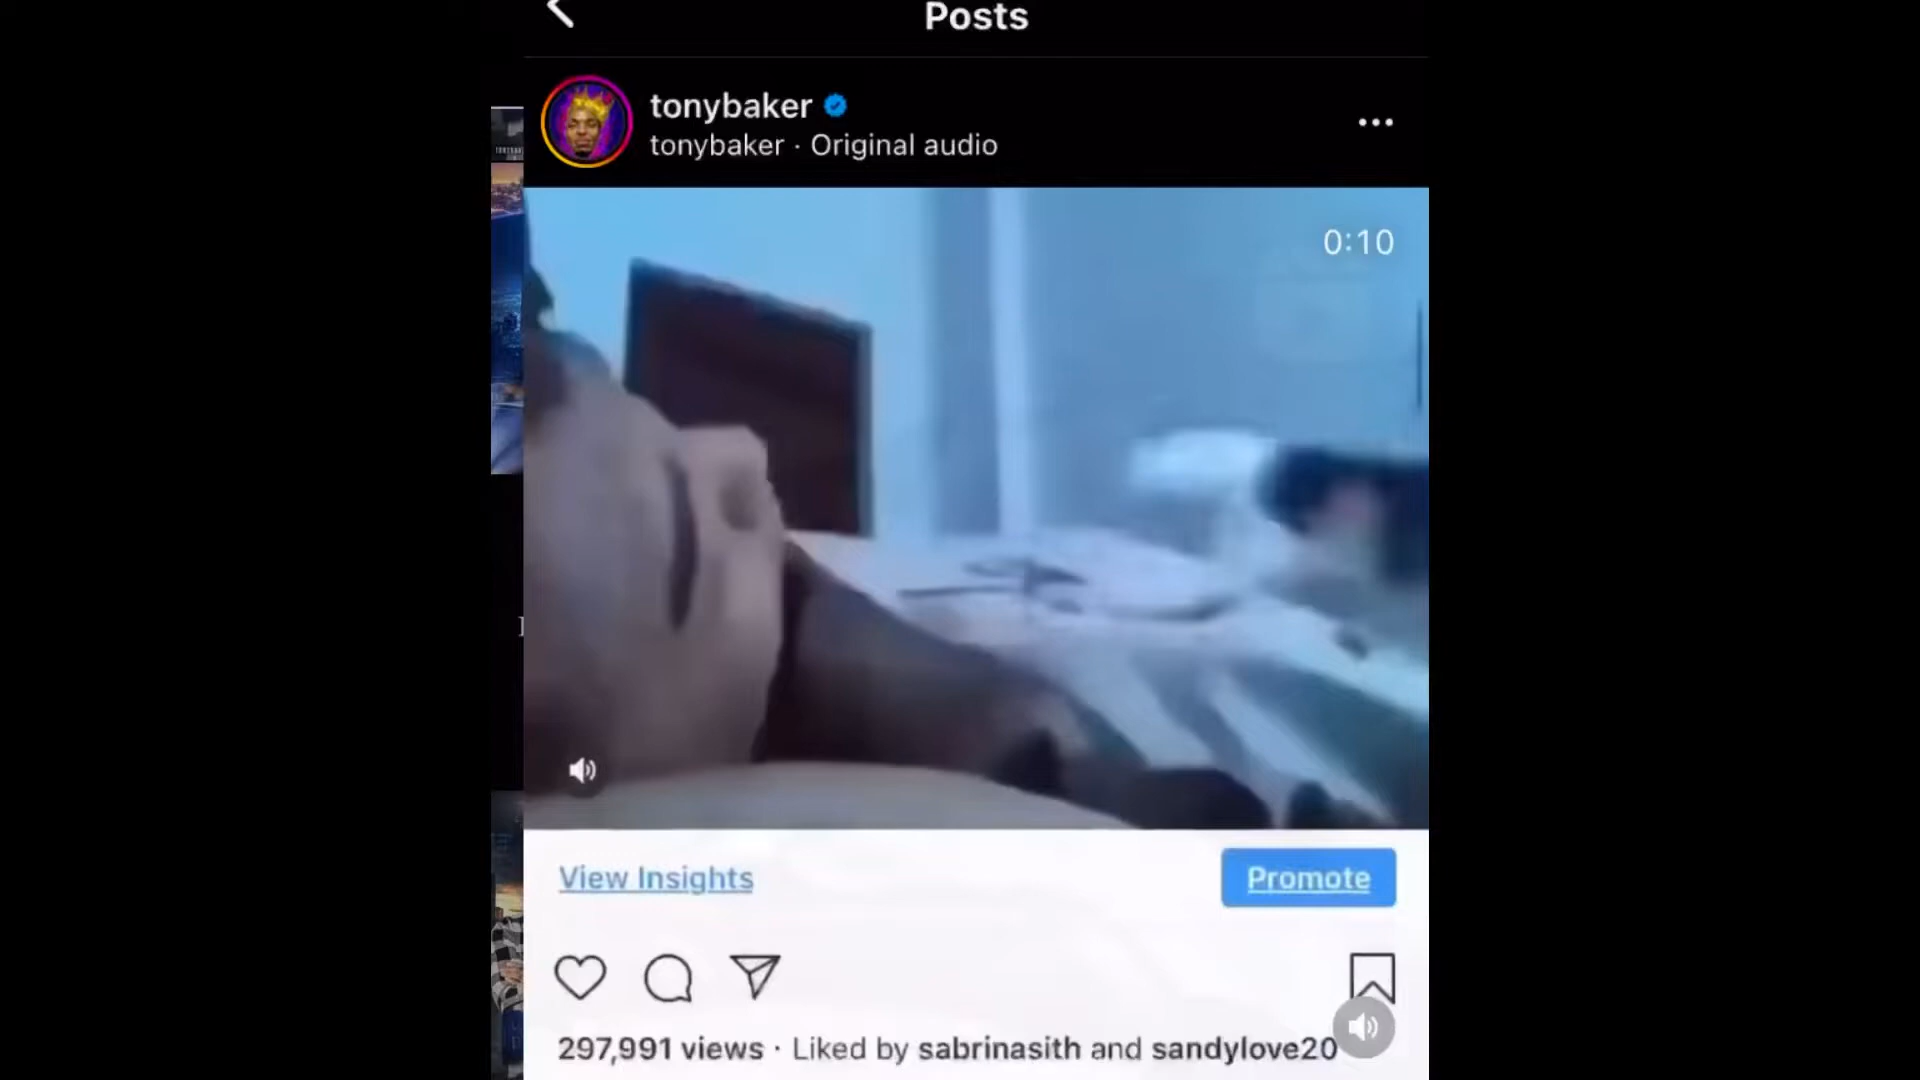 Posts
tonybaker
tonybaker · Original audio
0:10
View Insights
Promote
297,991 views · Liked by sabrinasith and sandylove20